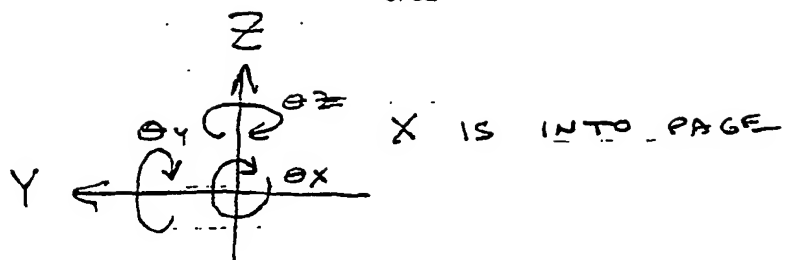 Z
θZ
θY
X IS INTO PAGE
Y
θX